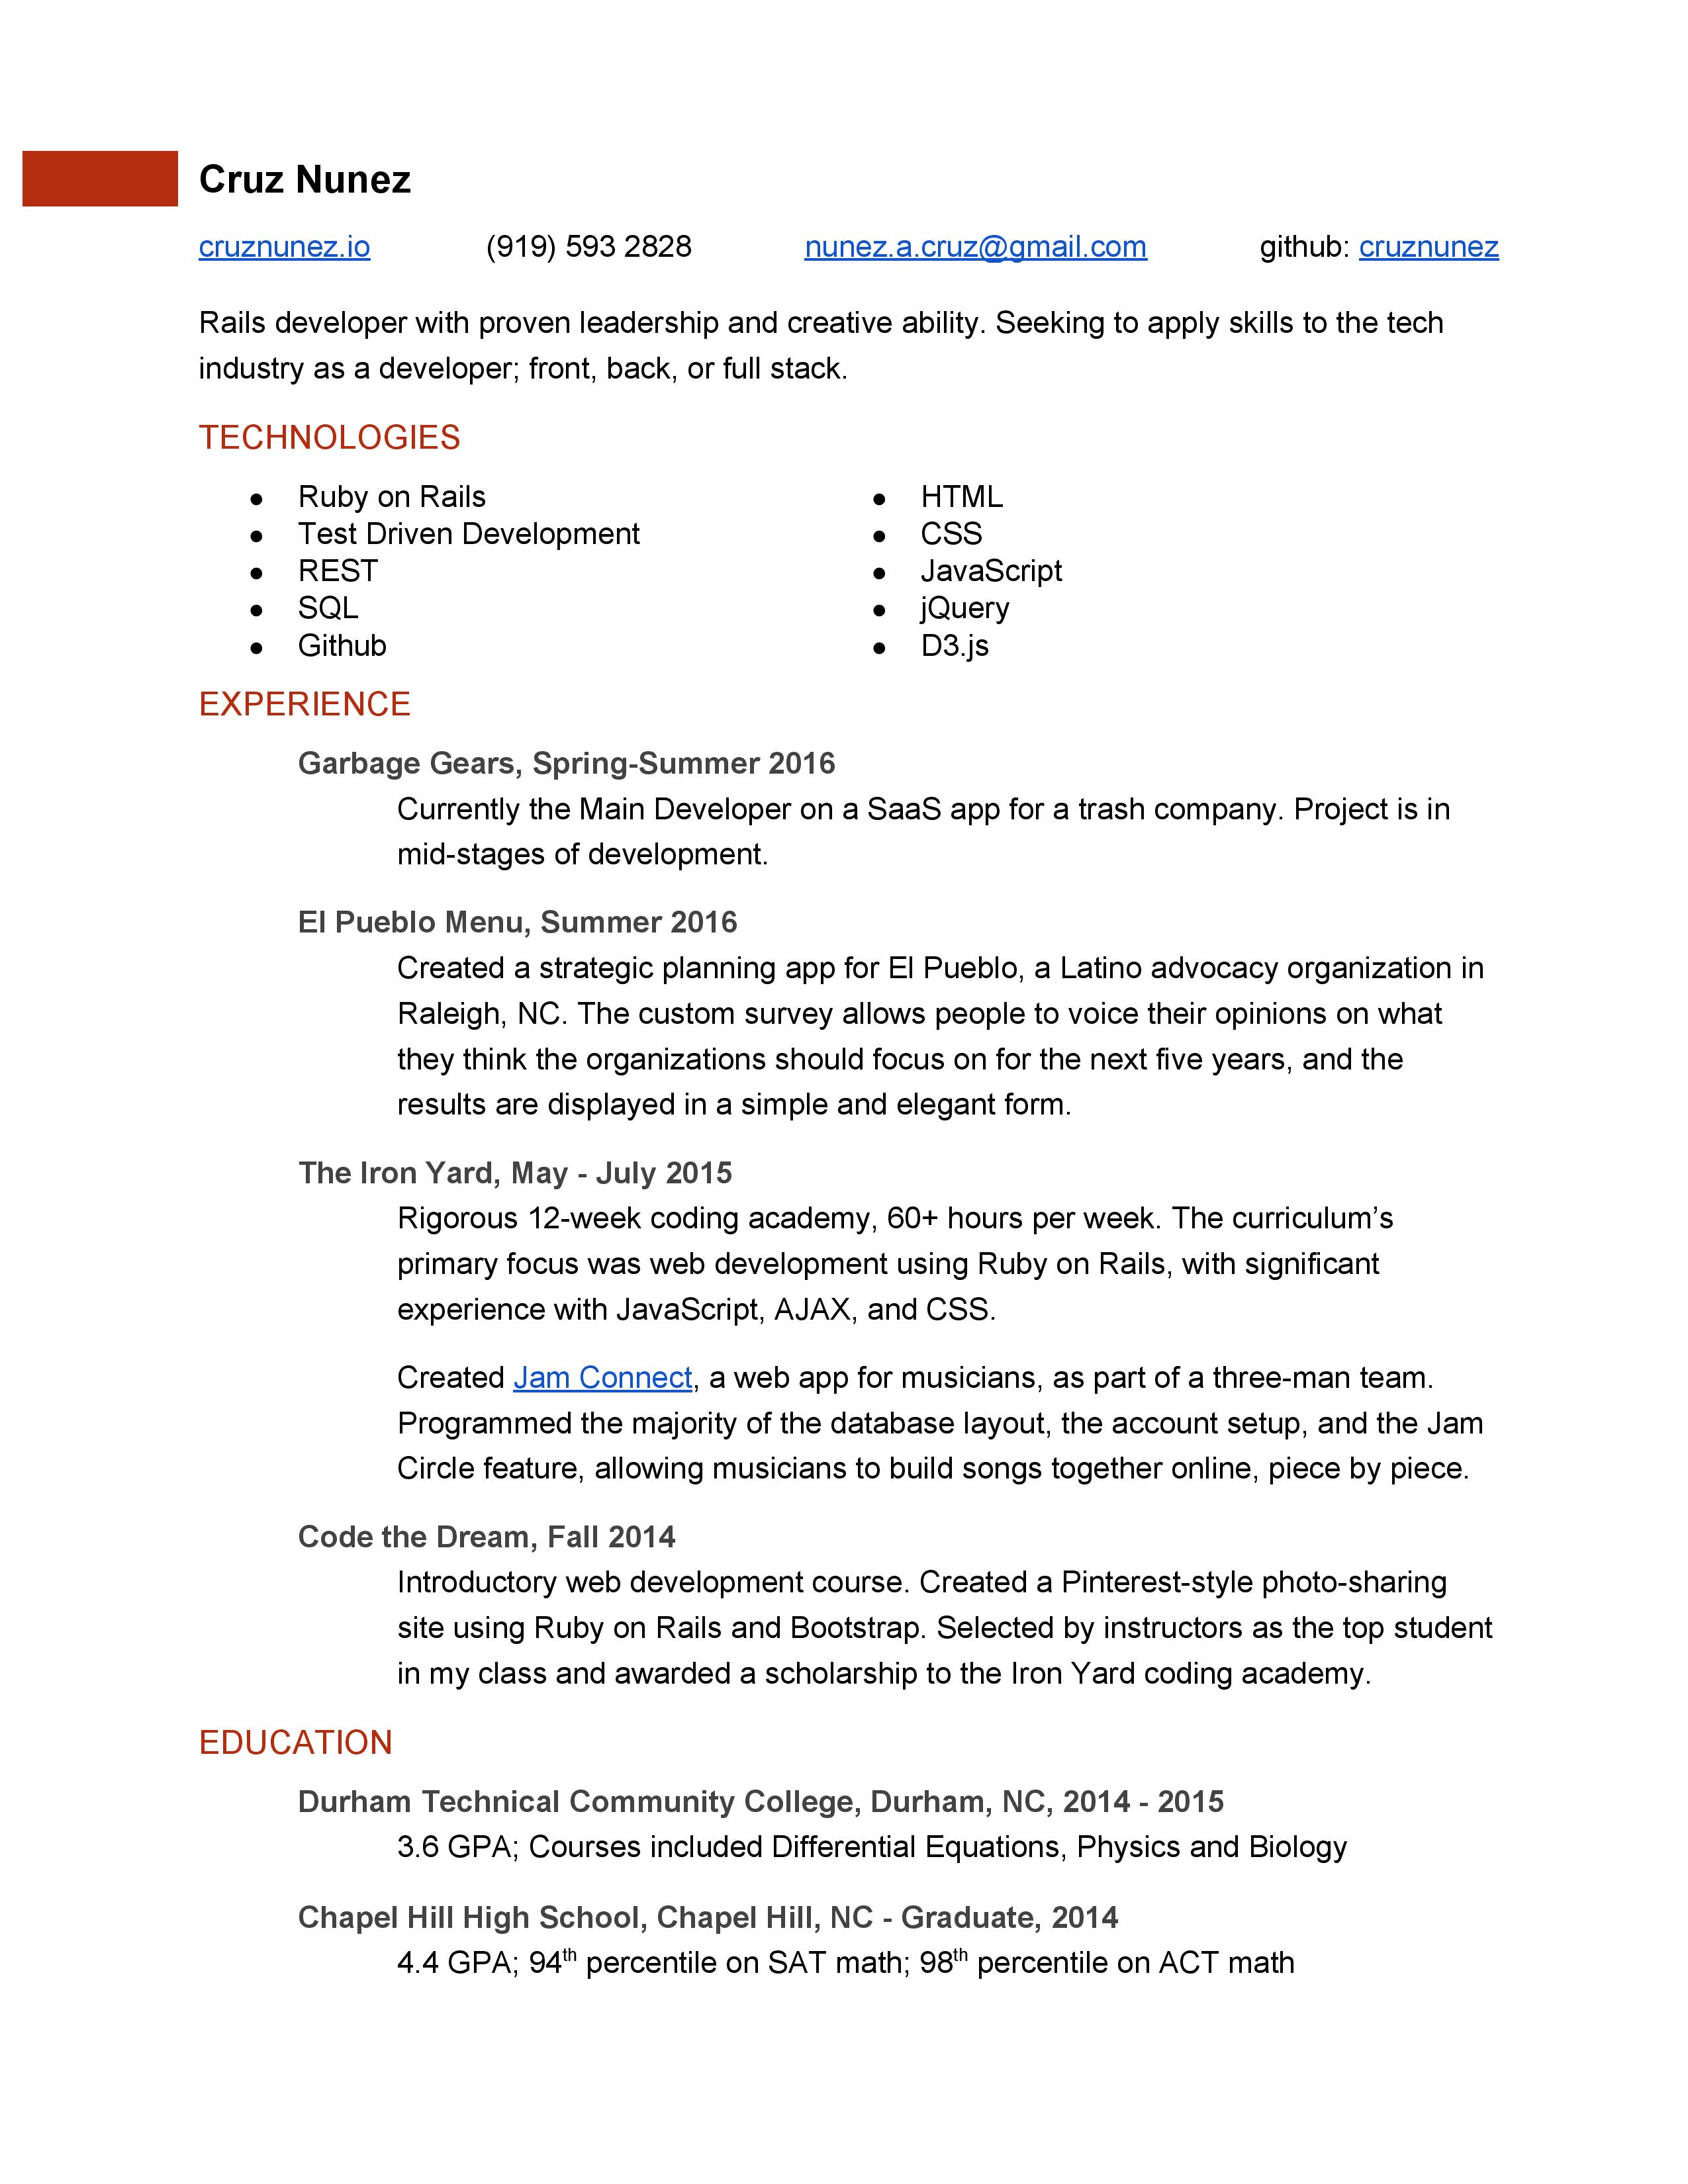 Cruz Nunez
cruznunez.io (919) 593 2828 nunez.a.cruz@gmail.com github: cruznunez
Rails developer with proven leadership and creative ability. Seeking to apply skills to the tech
industry as a developer; front, back, or full stack.
TECHNOLOGIES
● Ruby on Rails
● Test Driven Development
● REST
● SQL
● Github
● HTML
● CSS
● JavaScript
● jQuery
● D3.js
EXPERIENCE
Garbage Gears, Spring-Summer 2016
Currently the Main Developer on a SaaS app for a trash company. Project is in
mid-stages of development.
El Pueblo Menu, Summer 2016
Created a strategic planning app for El Pueblo, a Latino advocacy organization in
Raleigh, NC. The custom survey allows people to voice their opinions on what
they think the organizations should focus on for the next five years, and the
results are displayed in a simple and elegant form.
The Iron Yard, May - July 2015
Rigorous 12-week coding academy, 60+ hours per week. The curriculum’s
primary focus was web development using Ruby on Rails, with significant
experience with JavaScript, AJAX, and CSS.
Created Jam Connect, a web app for musicians, as part of a three-man team.
Programmed the majority of the database layout, the account setup, and the Jam
Circle feature, allowing musicians to build songs together online, piece by piece.
Code the Dream, Fall 2014
Introductory web development course. Created a Pinterest-style photo-sharing
site using Ruby on Rails and Bootstrap. Selected by instructors as the top student
in my class and awarded a scholarship to the Iron Yard coding academy.
EDUCATION
Durham Technical Community College, Durham, NC, 2014 - 2015
3.6 GPA; Courses included Differential Equations, Physics and Biology
Chapel Hill High School, Chapel Hill, NC - Graduate, 2014
4.4 GPA; 94th percentile on SAT math; 98th percentile on ACT math